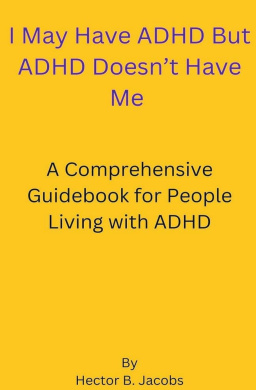 I May Have ADHD But
ADHD Doesn’t Have
Me
A Comprehensive
Guidebook for People
Living with ADHD
By
Hector B. Jacobs